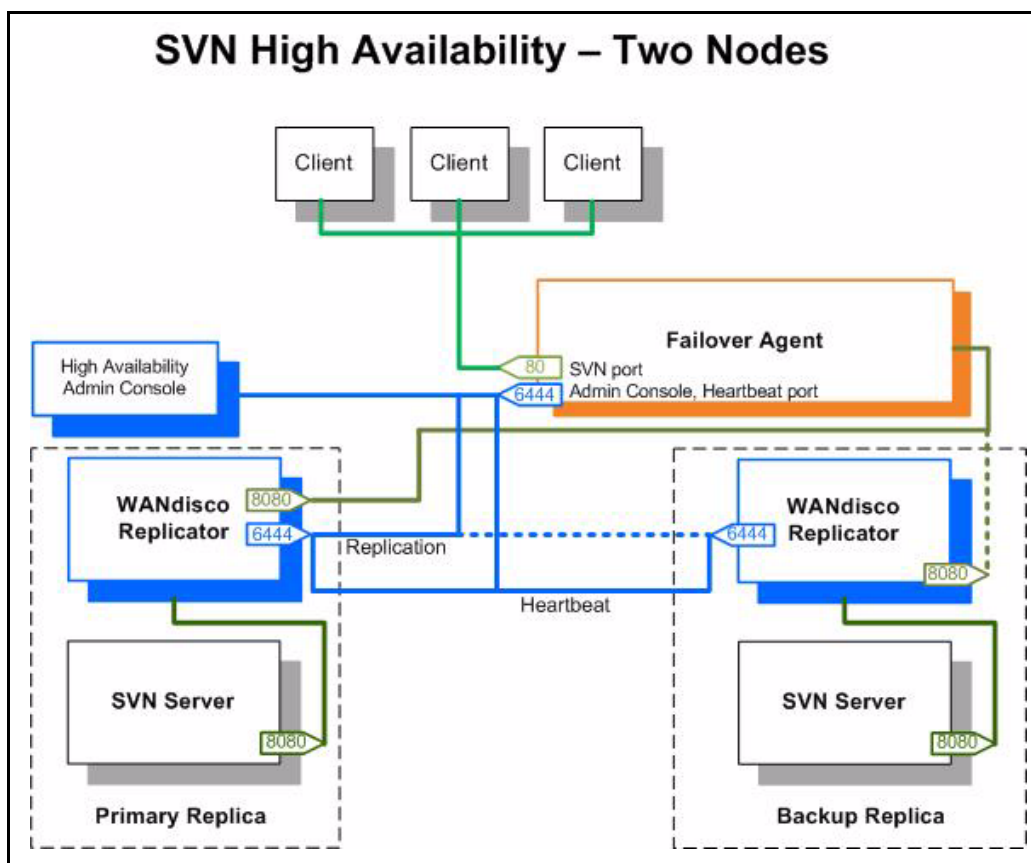 SVN High Availability – Two Nodes
Client
Client
Client
Failover Agent
80
SVN port
6444
Admin Console, Heartbeat port
High Availability
Admin Console
WANdisco
Replicator
8080
6444
Replication
Heartbeat
6444
WANdisco
Replicator
8080
SVN Server
8080
Primary Replica
SVN Server
8080
Backup Replica